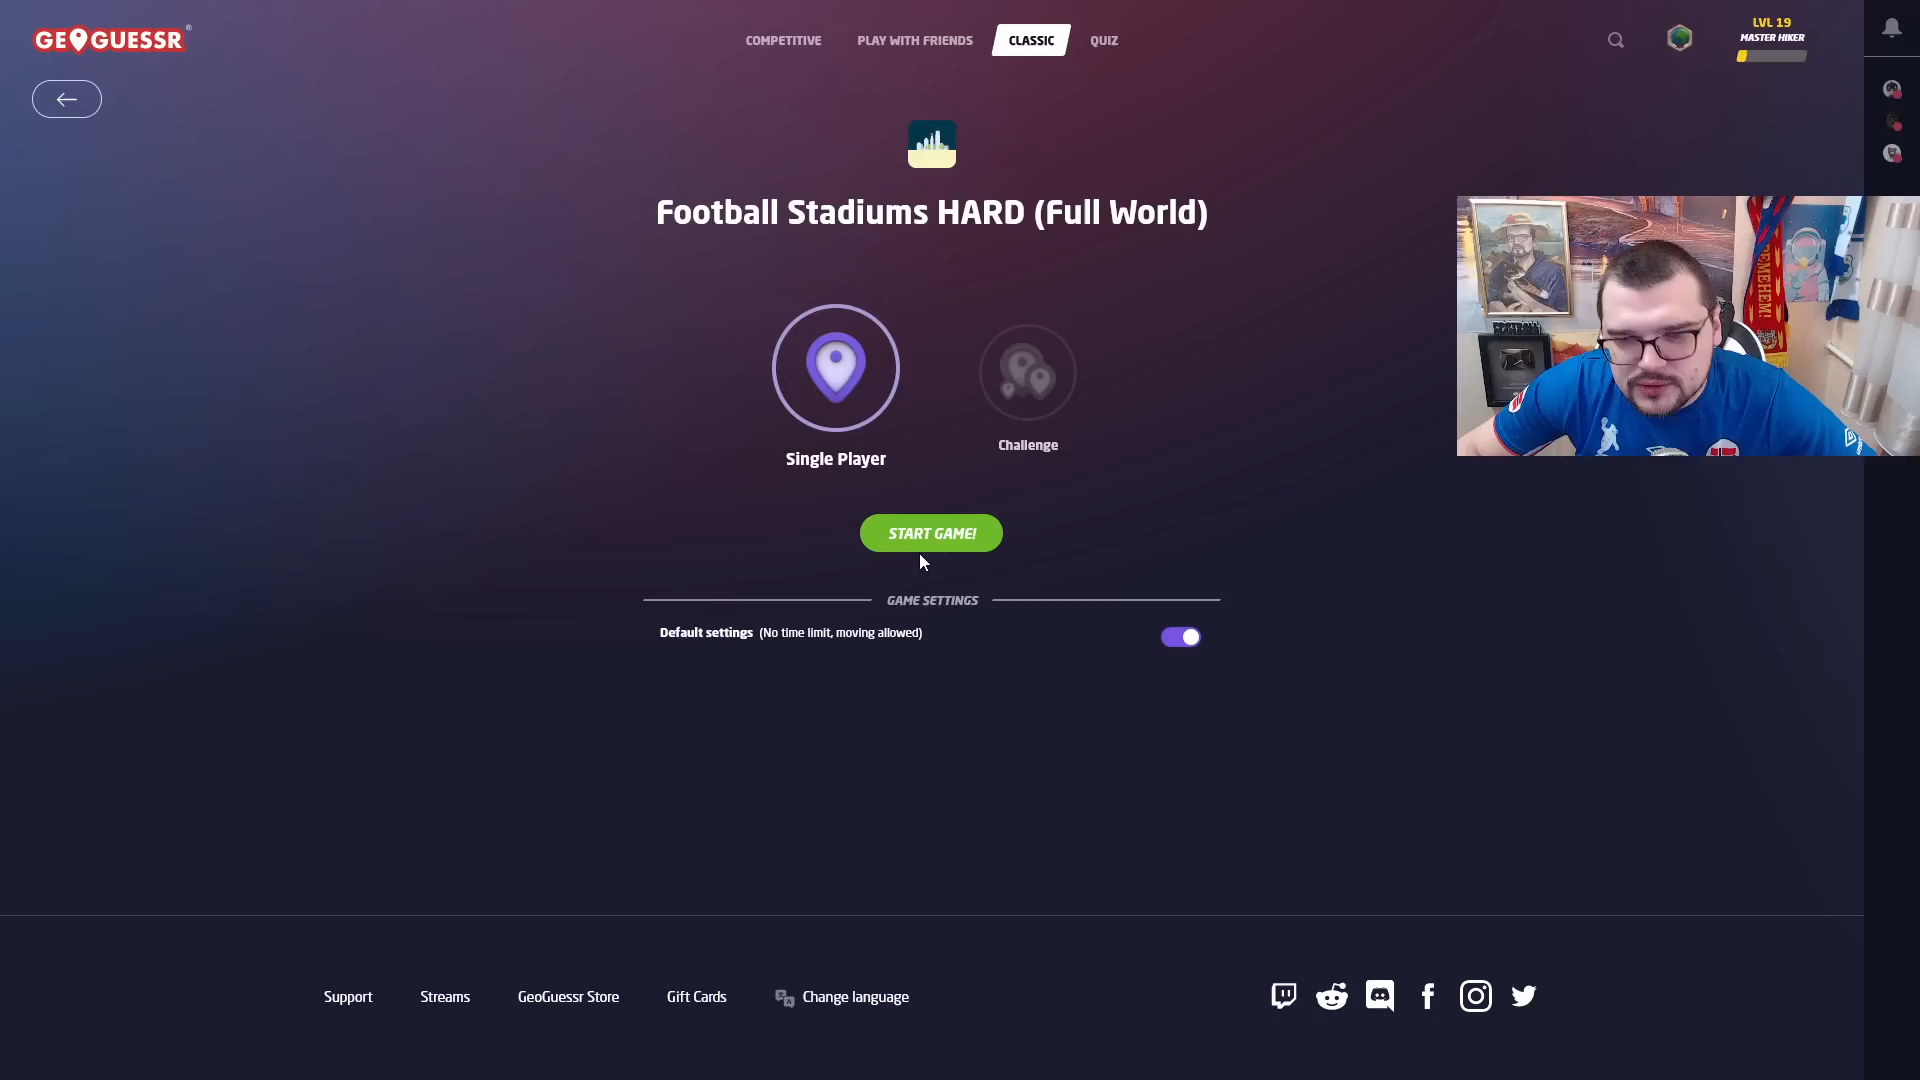 GEOGUESSR
COMPETITIVE
PLAY WITH FRIENDS
CLASSIC
QUIZ
LVL 19
MASTER HIKER
Football Stadiums HARD (Full World)
Single Player
Challenge
START GAME!
GAME SETTINGS
Default settings (No time limit, moving allowed)
Support
Streams
GeoGuessr Store
Gift Cards
Change language